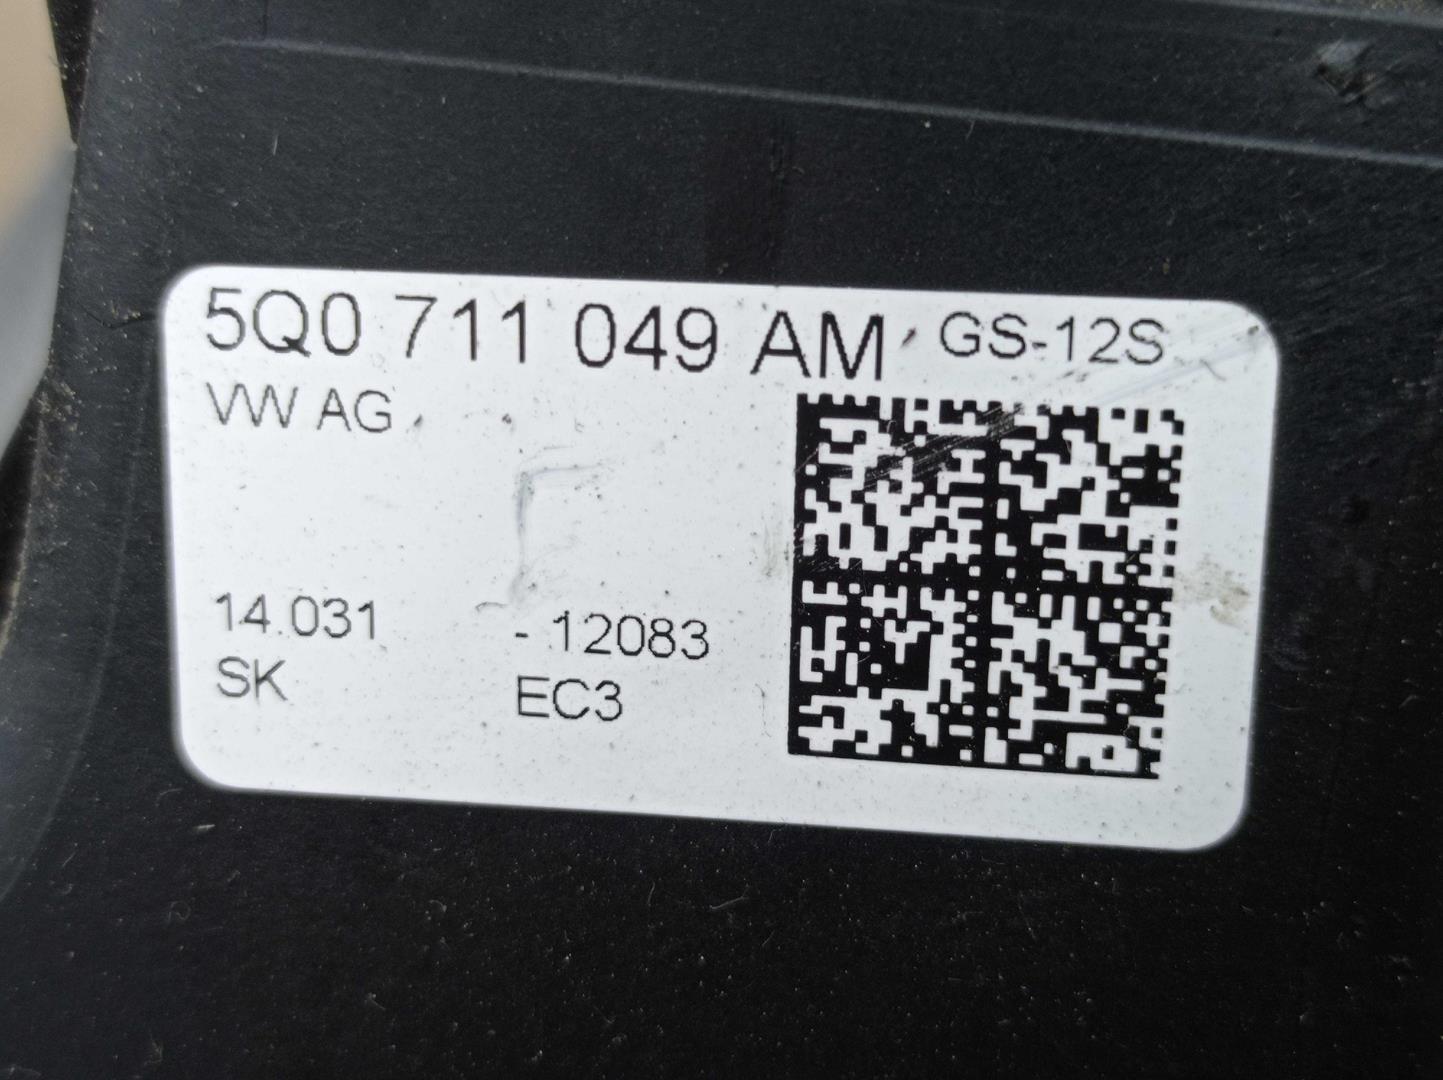 5Q0 711 049 AM GS-12S
VW AG
14.031 - 12083
SK EC3